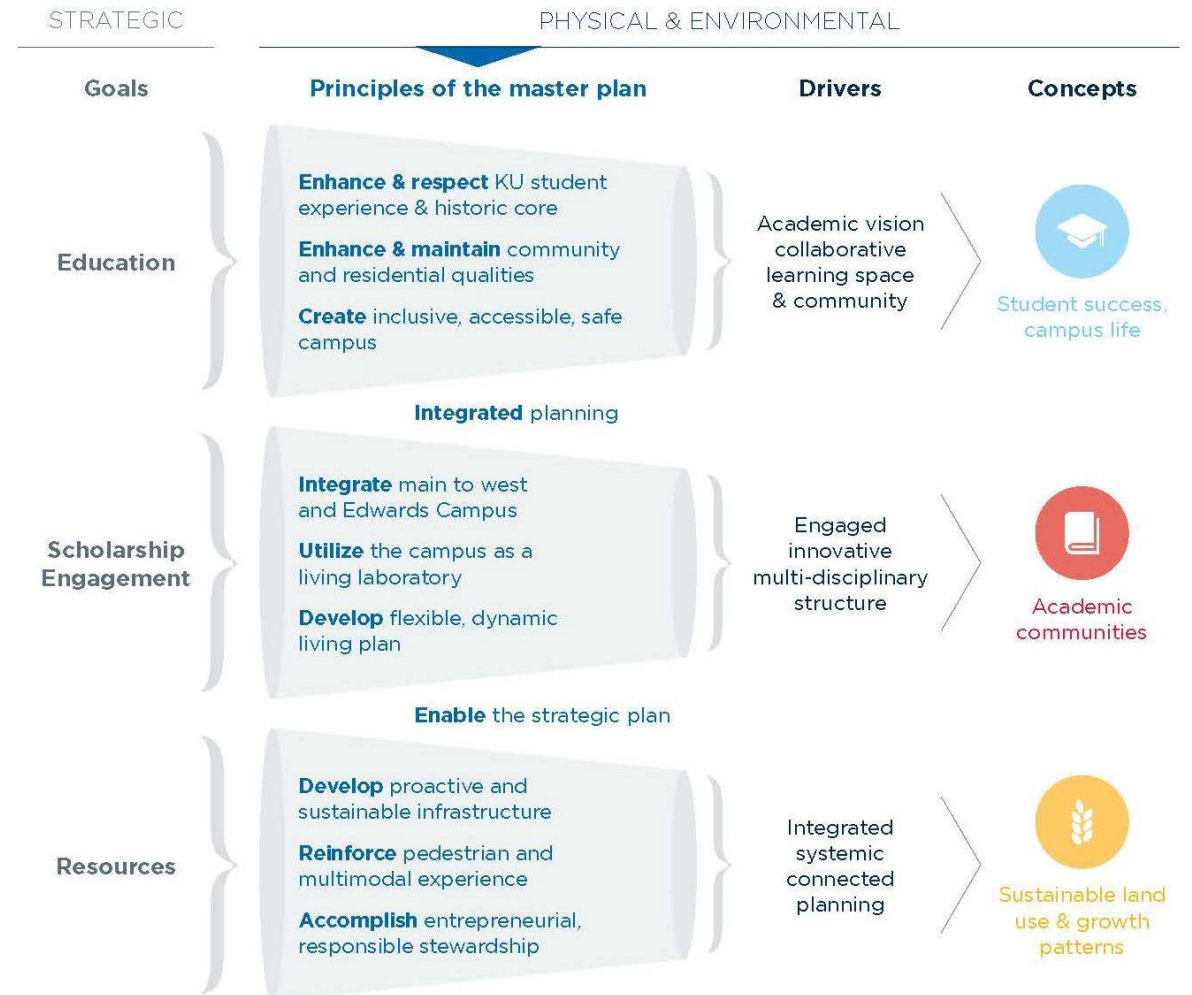 STRATEGIC
PHYSICAL & ENVIRONMENTAL
Goals
Principles of the master plan
Drivers
Concepts
Education
Enhance & respect KU student
experience & historic core
Enhance & maintain community
and residential qualities
Create inclusive, accessible, safe
campus
Academic vision
collaborative
learning space
& community
Student success,
campus life
Integrated planning
Scholarship
Engagement
Integrate main to west
and Edwards Campus
Utilize the campus as a
living laboratory
Develop flexible, dynamic
living plan
Engaged
innovative
multi-disciplinary
structure
Academic
communities
Enable the strategic plan
Resources
Develop proactive and
sustainable infrastructure
Reinforce pedestrian and
multimodal experience
Accomplish entrepreneurial,
responsible stewardship
Integrated
systemic
connected
planning
Sustainable land
use & growth
patterns